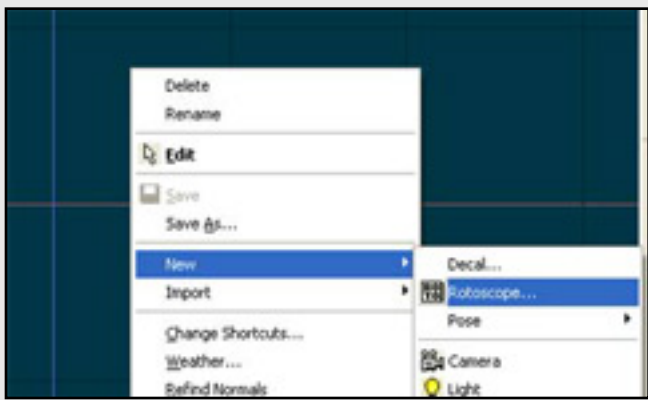 Delete
Rename
Edit
Save
Save As...
New
Import
Change Shortcuts...
Weather...
Refind Normals
Decal...
Rotoscope...
Pose
Camera
Light